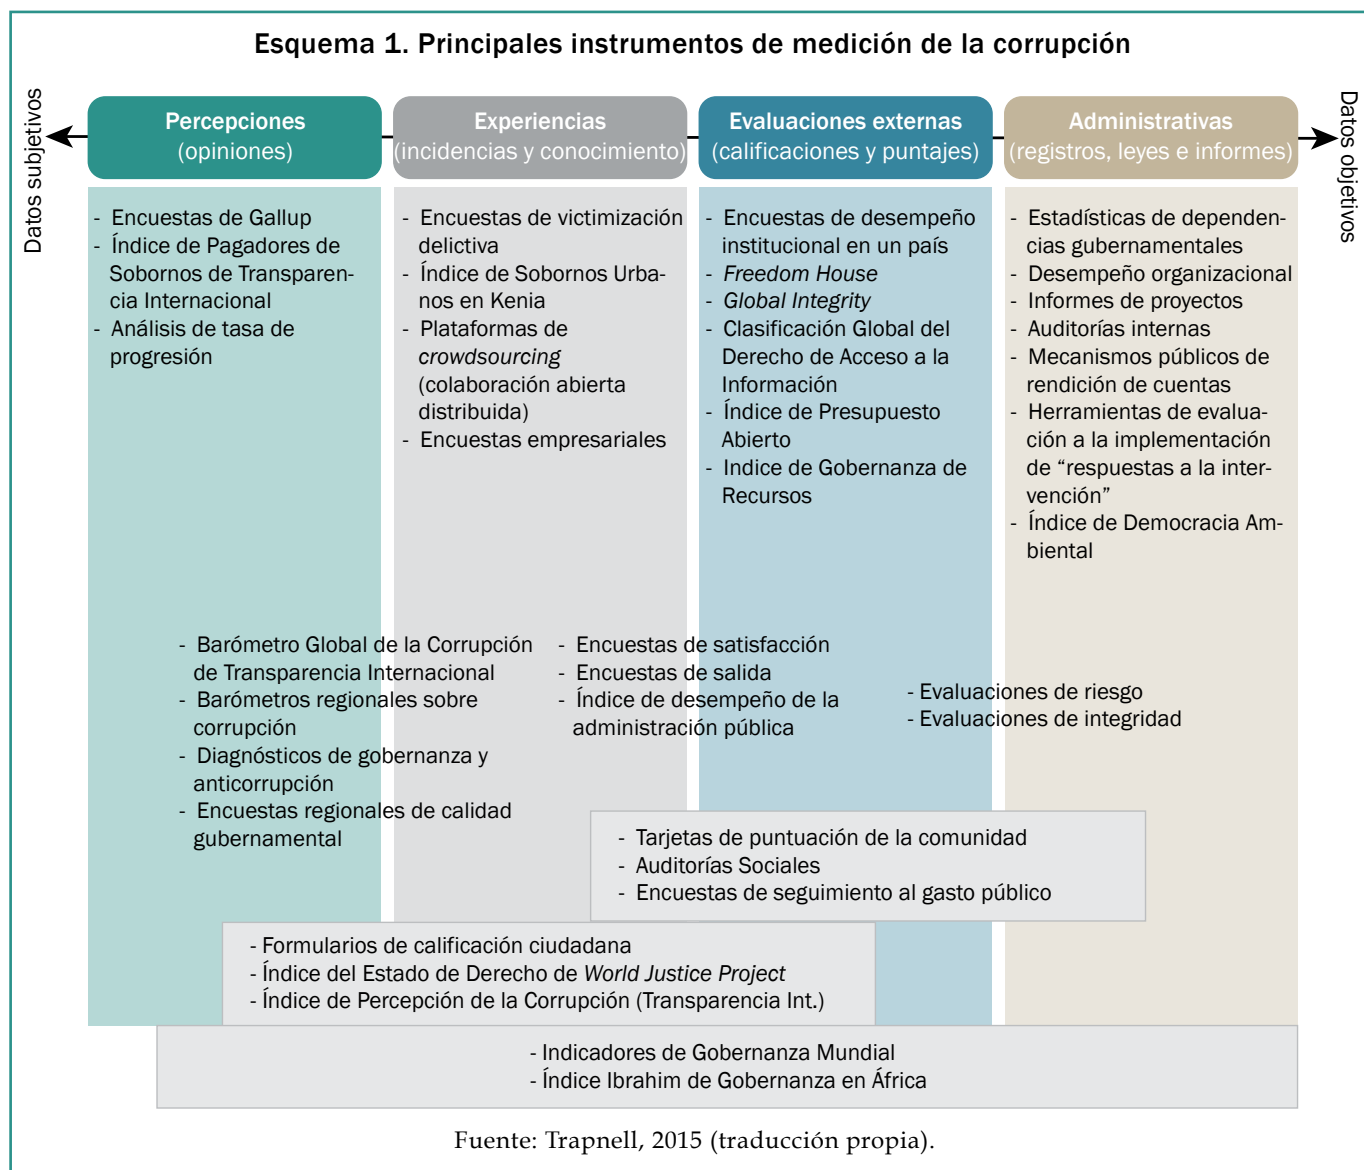 Esquema 1. Principales instrumentos de medición de la corrupción
Datos subjetivos
Percepciones
(opiniones)
Experiencias
(incidencias y conocimiento)
Evaluaciones externas
(calificaciones y puntajes)
Administrativas
(registros, leyes e informes)
Datos objetivos
- Encuestas de Gallup
- Índice de Pagadores de
Sobornos de Transparen-
cia Internacional
- Análisis de tasa de
progresión
- Encuestas de victimización
delictiva
- Índice de Sobornos Urba-
nos en Kenia
- Plataformas de
crowdsourcing
(colaboración abierta
distribuida)
- Encuestas empresariales
- Encuestas de desempeño
institucional en un país
- Freedom House
- Global Integrity
- Clasificación Global del
Derecho de Acceso a la
Información
- Índice de Presupuesto
Abierto
- Indice de Gobernanza de
Recursos
- Estadísticas de dependen-
cias gubernamentales
- Desempeño organizacional
- Informes de proyectos
- Auditorías internas
- Mecanismos públicos de
rendición de cuentas
- Herramientas de evalua-
ción a la implementación
de “respuestas a la inter-
vención”
- Índice de Democracia Am-
biental
- Barómetro Global de la Corrupción
de Transparencia Internacional
- Barómetros regionales sobre
corrupción
- Diagnósticos de gobernanza y
anticorrupción
- Encuestas regionales de calidad
gubernamental
- Encuestas de satisfacción
- Encuestas de salida
- Índice de desempeño de la
administración pública
- Evaluaciones de riesgo
- Evaluaciones de integridad
- Tarjetas de puntuación de la comunidad
- Auditorías Sociales
- Encuestas de seguimiento al gasto público
- Formularios de calificación ciudadana
- Índice del Estado de Derecho de World Justice Project
- Índice de Percepción de la Corrupción (Transparencia Int.)
- Indicadores de Gobernanza Mundial
- Índice Ibrahim de Gobernanza en África
Fuente: Trapnell, 2015 (traducción propia).